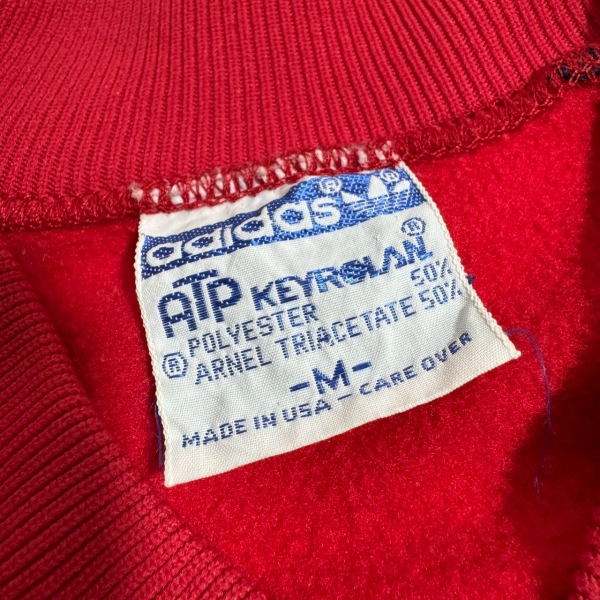 adidas®
ATP KEYROLAN®
POLYESTER 50%
® ARNEL TRIACETATE 50%
-M-
MADE IN USA - CARE OVER